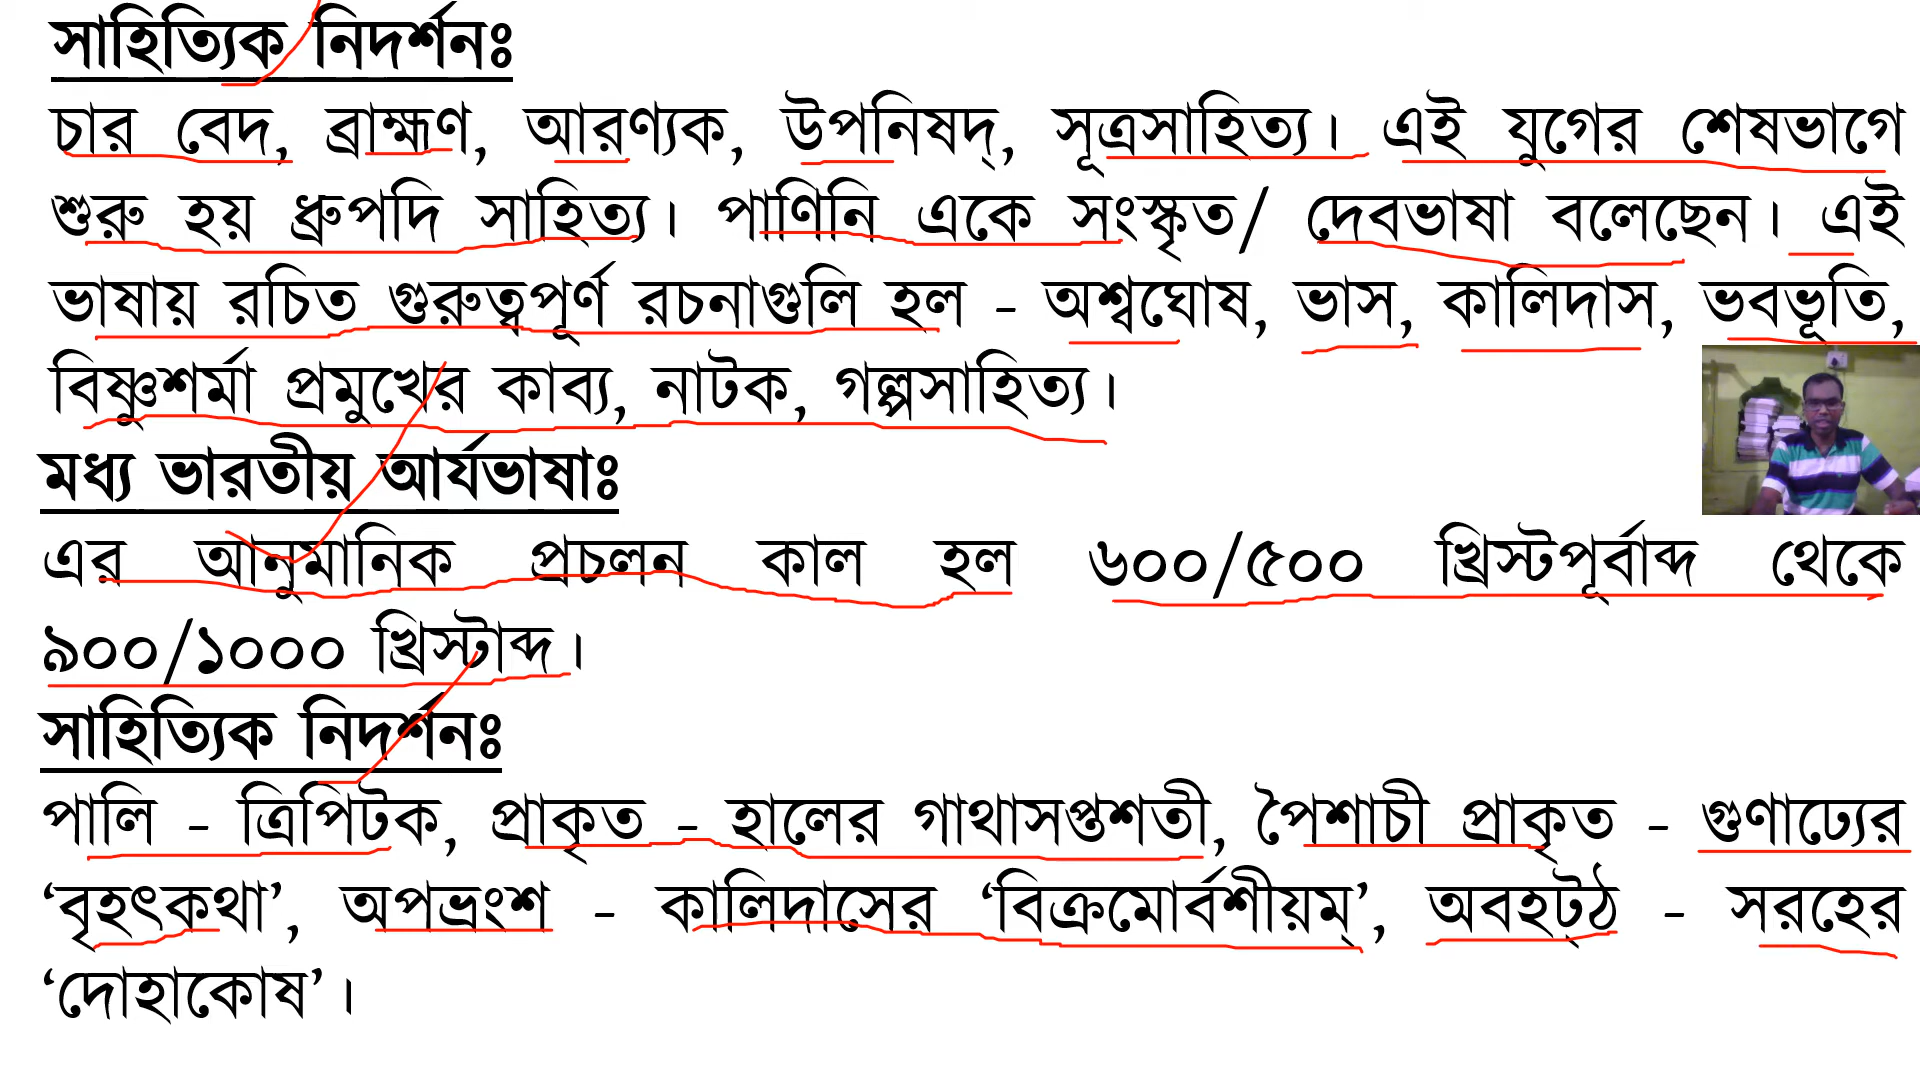 সাহিত্যিক নিদর্শনঃ
চার বেদ, ব্রাহ্মণ, আরণ্যক, উপনিষদ্, সূত্রসাহিত্য। এই যুগের শেষভাগে
শুরু হয় ধ্রুপদি সাহিত্য। পাণিনি একে সংস্কৃত/ দেবভাষা বলেছেন। এই
ভাষায় রচিত গুরুত্বপূর্ণ রচনাগুলি হল - অশ্বঘোষ, ভাস, কালিদাস, ভবভূতি,
বিষ্ণুশর্মা প্রমুখের কাব্য, নাটক, গল্পসাহিত্য।
মধ্য ভারতীয় আর্যভাষাঃ
এর আনুমানিক প্রচলন কাল হল ৬০০/৫০০ খ্রিস্টপূর্বাব্দ থেকে
৯০০/১০০০ খ্রিস্টাব্দ।
সাহিত্যিক নিদর্শনঃ
পালি - ত্রিপিটক, প্রাকৃত - হালের গাথাসপ্তশতী, পৈশাচী প্রাকৃত - গুণাঢ্যের
‘বৃহৎকথা’, অপভ্রংশ - কালিদাসের ‘বিক্রমোর্বশীয়ম্’, অবহট্‌ঠ - সরহের
‘দোহাকোষ’।